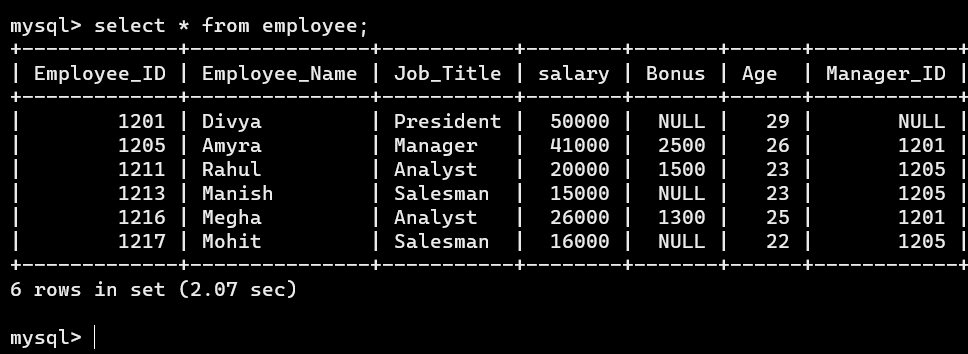 mysql> select * from employee;
+-------------+---------------+-----------+--------+-------+------+------------+
| Employee_ID | Employee_Name | Job_Title | salary | Bonus | Age  | Manager_ID |
+-------------+---------------+-----------+--------+-------+------+------------+
|        1201 | Divya         | President |  50000 |  NULL |   29 |       NULL |
|        1205 | Amyra         | Manager   |  41000 |  2500 |   26 |       1201 |
|        1211 | Rahul         | Analyst   |  20000 |  1500 |   23 |       1205 |
|        1213 | Manish        | Salesman  |  15000 |  NULL |   23 |       1205 |
|        1216 | Megha         | Analyst   |  26000 |  1300 |   25 |       1201 |
|        1217 | Mohit         | Salesman  |  16000 |  NULL |   22 |       1205 |
+-------------+---------------+-----------+--------+-------+------+------------+
6 rows in set (2.07 sec)
mysql>